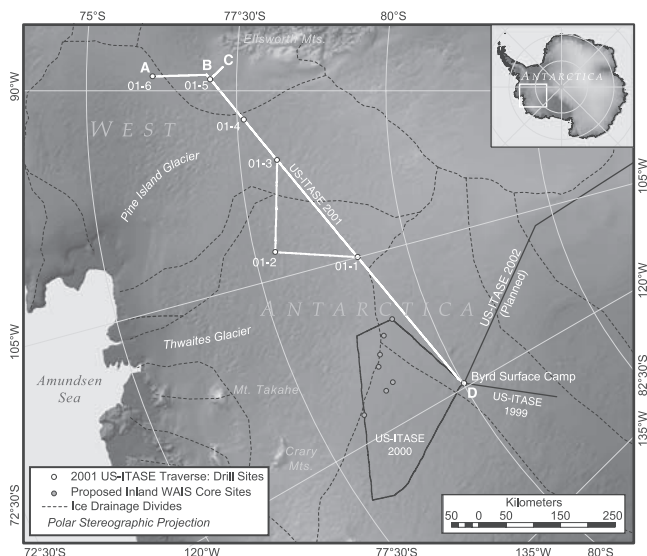 75°S
77°30'S
80°S
Ellsworth Mts.
A
B
C
01-6
01-5
ANTARCTICA
90°W
90°W
WEST
01-4
Pine Island Glacier
01-3
US-ITASE 2001
105°W
01-2
01-1
ANTARCTICA
US-ITASE 2002
(Planned)
120°W
Thwaites Glacier
105°W
Amundsen
Sea
Mt. Takahe
Byrd Surface Camp
D
US-ITASE
1999
82°30'S
135°W
US-ITASE
2000
Crary
Mts.
2001 US-ITASE Traverse: Drill Sites
Proposed Inland WAIS Core Sites
Ice Drainage Divides
Polar Stereographic Projection
Kilometers
50 0 50 100 150 200 250
72°30'S
72°30'S
120°W
77°30'S
135°W
80°S